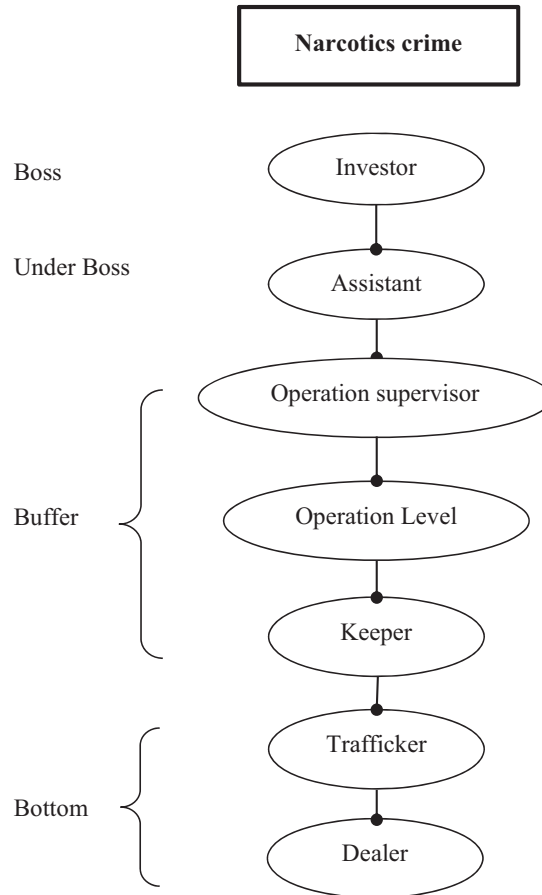 Narcotics crime
Boss
Investor
Under Boss
Assistant
Operation supervisor
Buffer
Operation Level
Keeper
Trafficker
Bottom
Dealer